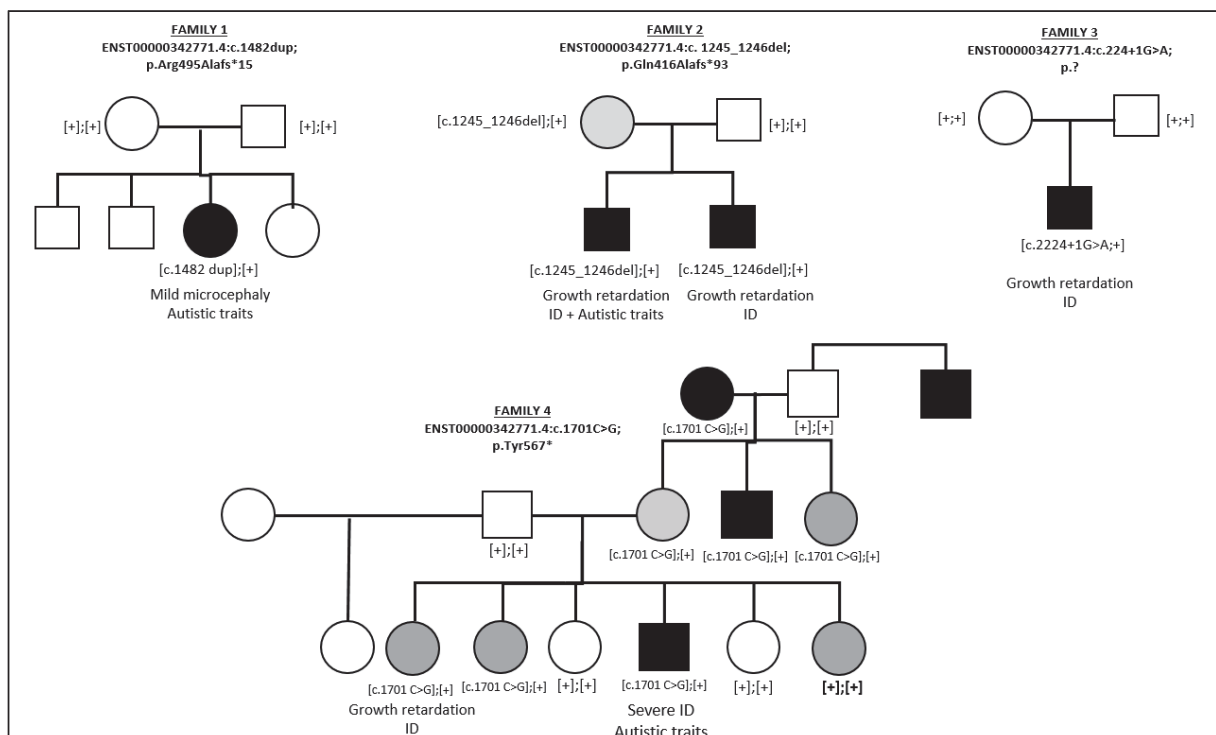 FAMILY 1
ENST00000342771.4:c.1482dup;
p.Arg495Alafs*15
[+];[+]
[+];[+]
[c.1482 dup];[+]
Mild microcephaly
Autistic traits
FAMILY 2
ENST00000342771.4:c. 1245_1246del;
p.Gln416Alafs*93
[c.1245_1246del];[+]
[+];[+]
[c.1245_1246del];[+]
[c.1245_1246del];[+]
Growth retardation
ID + Autistic traits
Growth retardation
ID
FAMILY 3
ENST00000342771.4:c.224+1G>A;
p.?
[+;+]
[+;+]
[c.2224+1G>A;+]
Growth retardation
ID
FAMILY 4
ENST00000342771.4:c.1701C>G;
p.Tyr567*
[c.1701 C>G];[+]
[+];[+]
[+];[+]
[c.1701 C>G];[+]
[c.1701 C>G];[+]
[c.1701 C>G];[+]
[c.1701 C>G];[+]
[c.1701 C>G];[+]
[+];[+]
[c.1701 C>G];[+]
[+];[+]
[+];[+]
Growth retardation
ID
Severe ID
Autistic traits